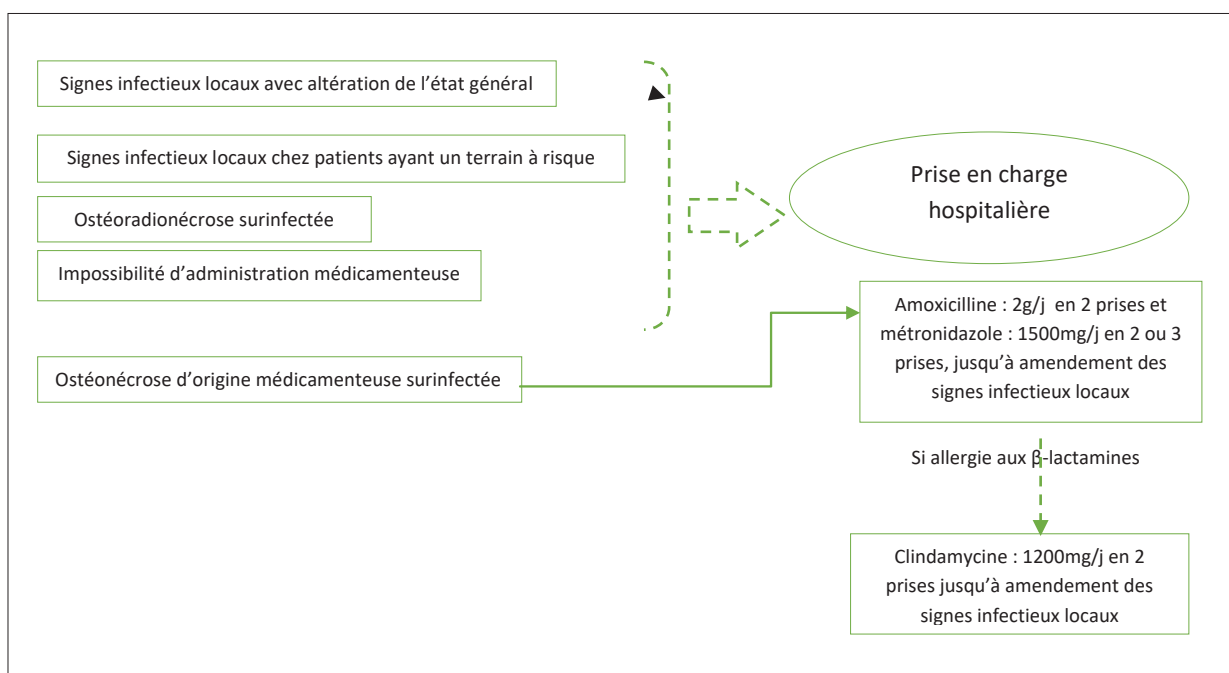 Signes infectieux locaux avec altération de l’état général
Signes infectieux locaux chez patients ayant un terrain à risque
Ostéoradionécrose surinfectée
Impossibilité d’administration médicamenteuse
Ostéonécrose d’origine médicamenteuse surinfectée
Prise en charge
hospitalière
Amoxicilline : 2g/j en 2 prises et
métronidazole : 1500mg/j en 2 ou 3
prises, jusqu’à amendement des
signes infectieux locaux
Si allergie aux β-lactamines
Clindamycine : 1200mg/j en 2
prises jusqu’à amendement des
signes infectieux locaux